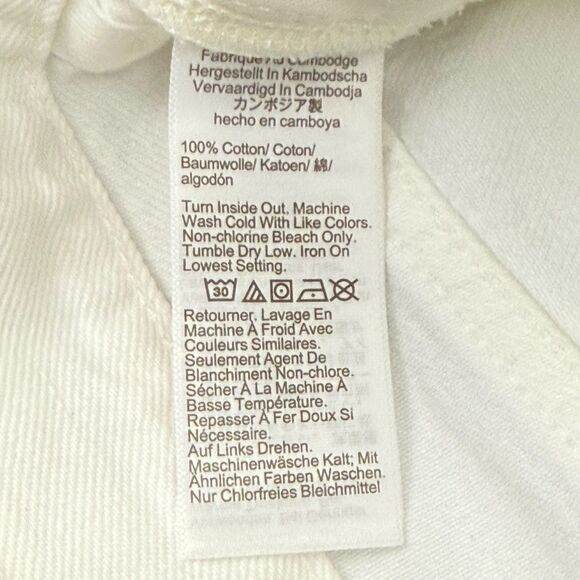 Fabriqué Au Cambodge
Hergestellt In Kambodscha
Vervaardigd In Cambodja
カンボジア製
hecho en camboya
100% Cotton/ Coton/
Baumwolle/ Katoen/ 綿/
algodón
Turn Inside Out. Machine
Wash Cold With Like Colors.
Non-chlorine Bleach Only.
Tumble Dry Low. Iron On
Lowest Setting.
30
Retourner. Lavage En
Machine À Froid Avec
Couleurs Similaires.
Seulement Agent De
Blanchiment Non-chlore.
Sécher À La Machine À
Basse Température.
Repasser À Fer Doux Si
Nécessaire.
Auf Links Drehen.
Maschinenwäsche Kalt; Mit
Ähnlichen Farben Waschen.
Nur Chlorfreies Bleichmittel